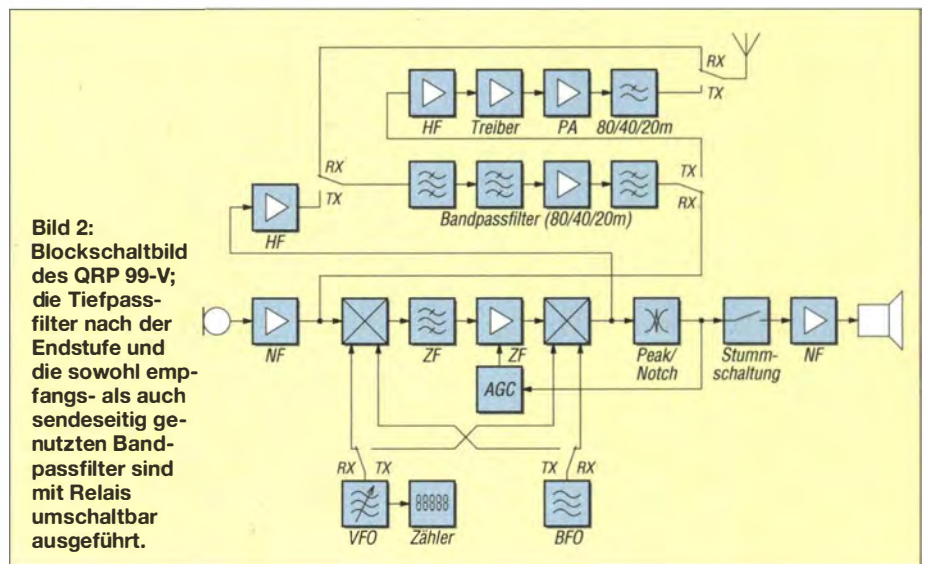 Bild 2:
Blockschaltbild
des QRP 99-V;
die Tiefpass-
filter nach der
Endstufe und
die sowohl emp-
fangs- als auch
sendeseitig ge-
nutzten Band-
passfilter sind
mit Relais
umschaltbar
ausgeführt.
RX
TX
HF Treiber PA 80/40/20m
RX
TX
TX
RX
Bandpassfilter (80/40/20m)
HF
NF
ZF
ZF
AGC
Peak/
Notch
Stumm-
schaltung
NF
RX TX
TX RX
88888
VFO
Zähler
BFO